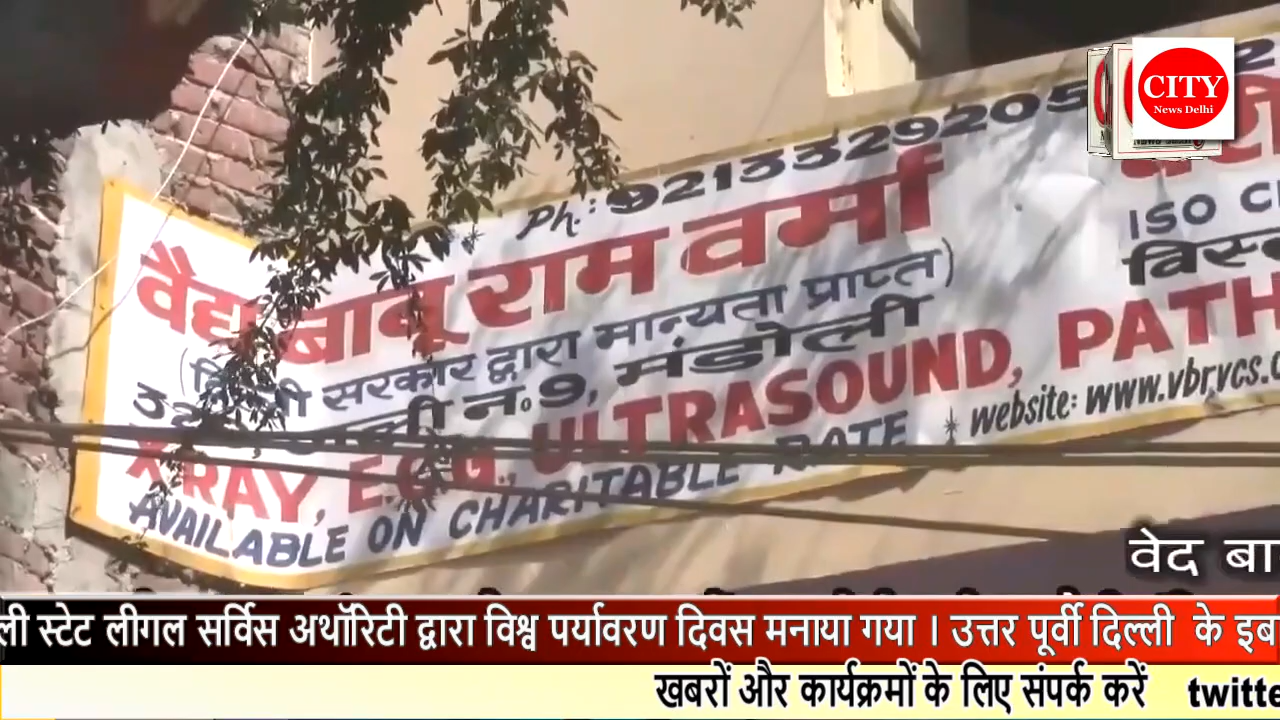 CITY
News Delhi
Ph.: 9213329205
वैद्य बाबू राम वर्मा
ISO
सरकार द्वारा मान्यता प्राप्त)
न॰ 9, मंडोली
X RAY, E.C.G., ULTRASOUND, PATH
AVAILABLE ON CHARITABLE RATE
website: www.vbrvcs.c
वेद बा
ली स्टेट लीगल सर्विस अथॉरिटी द्वारा विश्व पर्यावरण दिवस मनाया गया । उत्तर पूर्वी दिल्ली के इब
खबरों और कार्यक्रमों के लिए संपर्क करें twitte